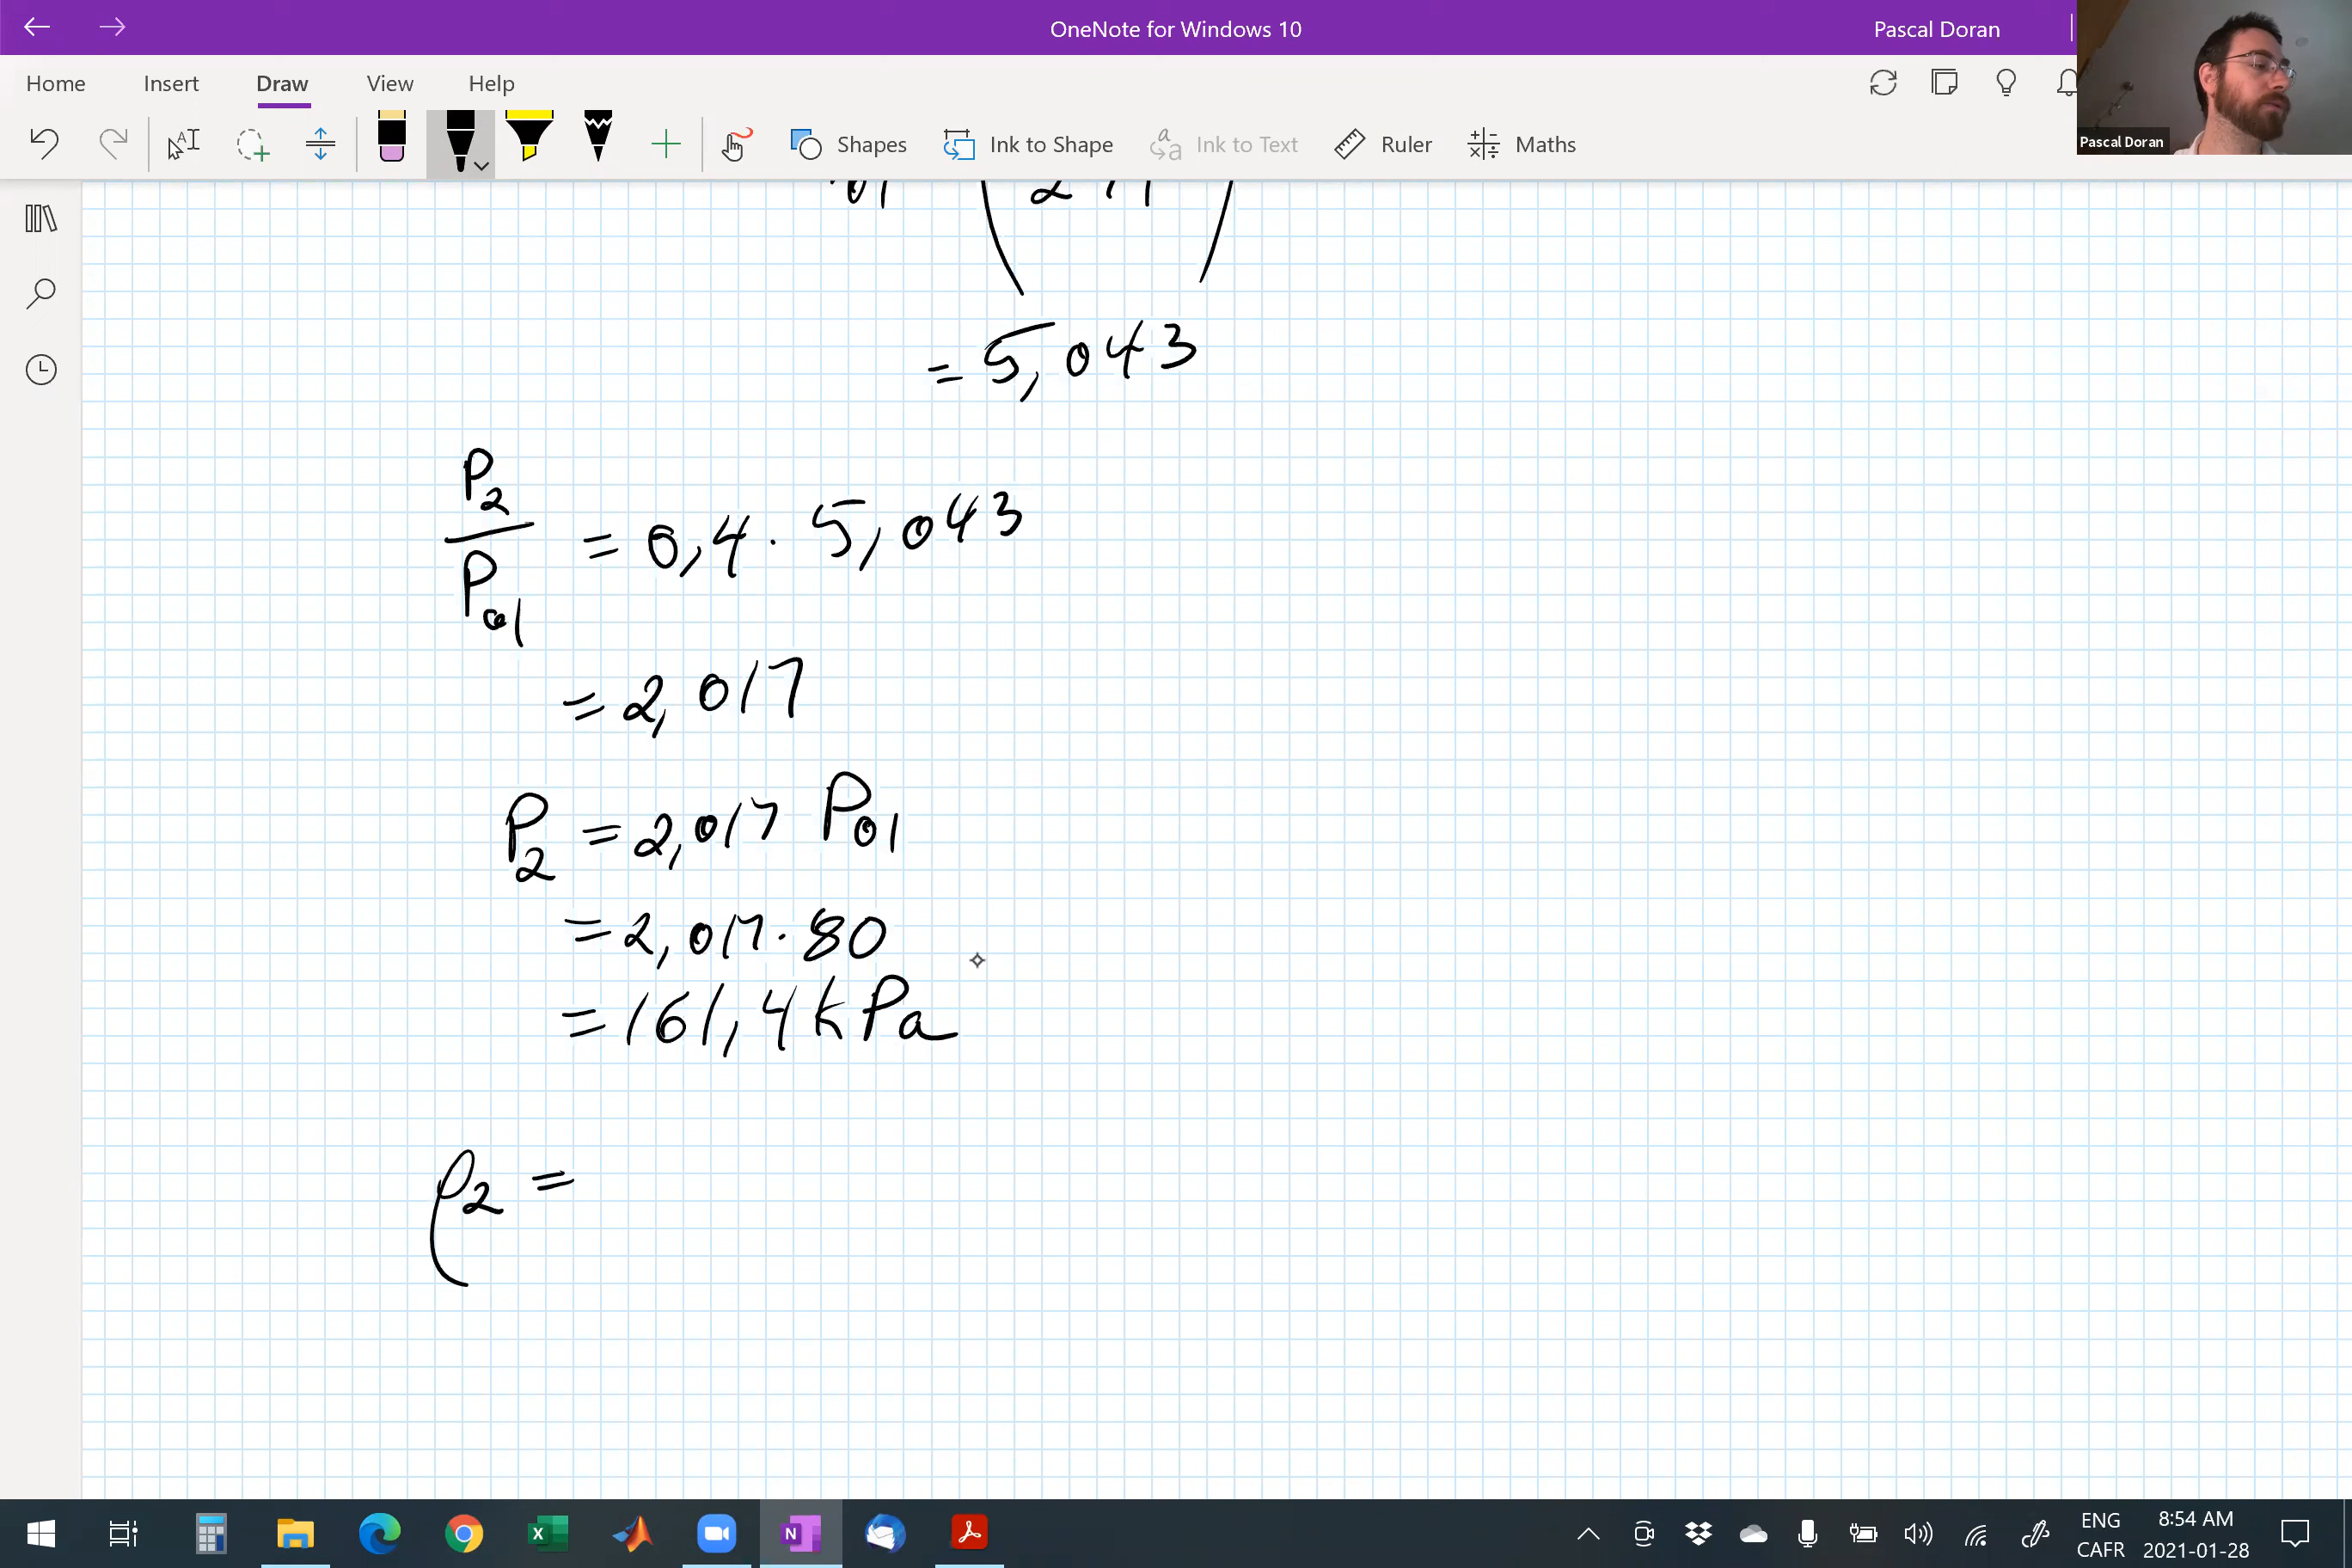 OneNote for Windows 10
Pascal Doran
Home Insert Draw View Help
Shapes Ink to Shape Ink to Text Ruler Maths
Pascal Doran
01
= 5,043
P2
P01
= 0,4 · 5,043
= 2,017
P2 = 2,017 P01
= 2,017 · 80
= 161,4 kPa
ρ2 =
ENG
CAFR
8:54 AM
2021-01-28